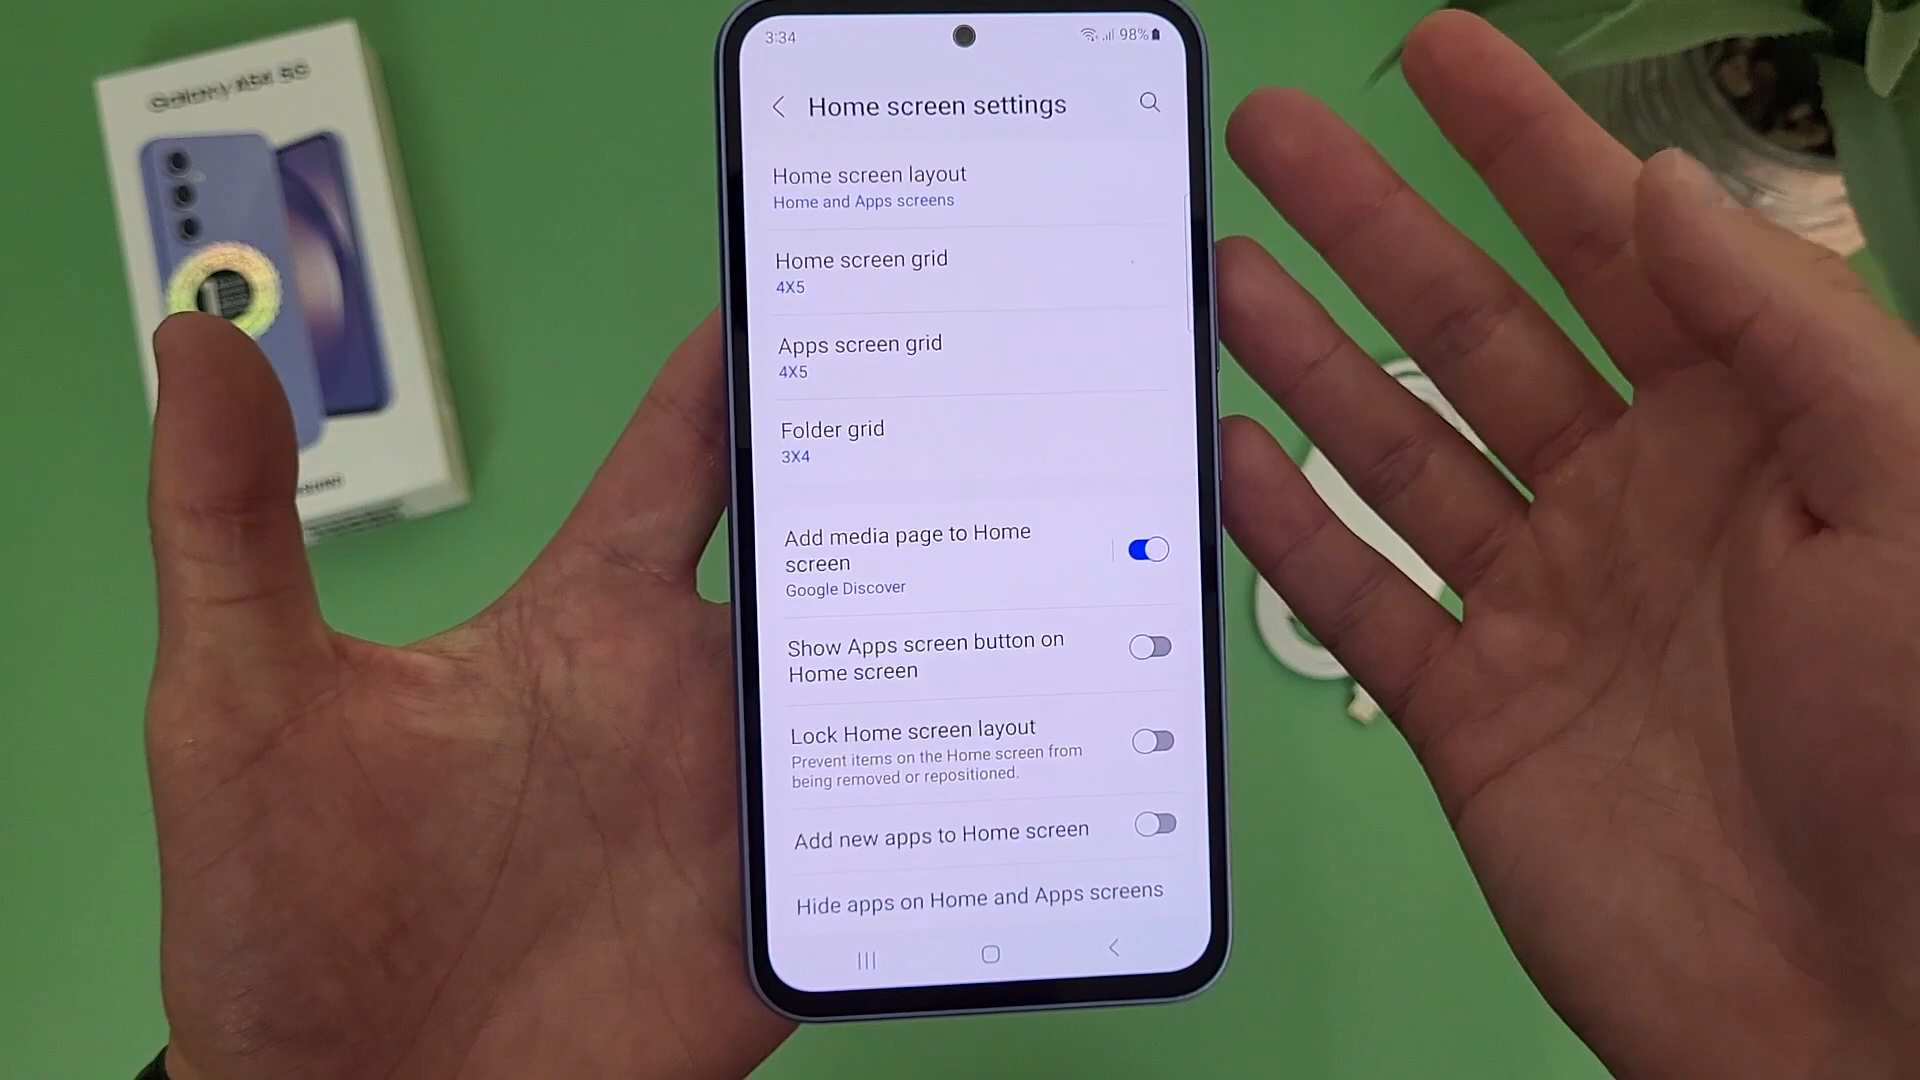 Galaxy A54 5G
3:34
98%
Home screen settings
Home screen layout
Home and Apps screens
Home screen grid
4X5
Apps screen grid
4X5
Folder grid
3X4
Add media page to Home
screen
Google Discover
Show Apps screen button on
Home screen
Lock Home screen layout
Prevent items on the Home screen from
being removed or repositioned.
Add new apps to Home screen
Hide apps on Home and Apps screens